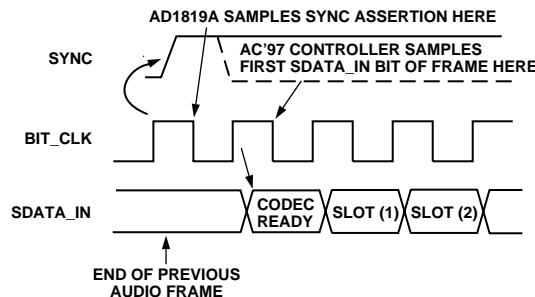 AD1819A SAMPLES SYNC ASSERTION HERE
SYNC
AC'97 CONTROLLER SAMPLES
FIRST SDATA_IN BIT OF FRAME HERE
BIT_CLK
SDATA_IN
CODEC
READY
SLOT (1)
SLOT (2)
END OF PREVIOUS
AUDIO FRAME